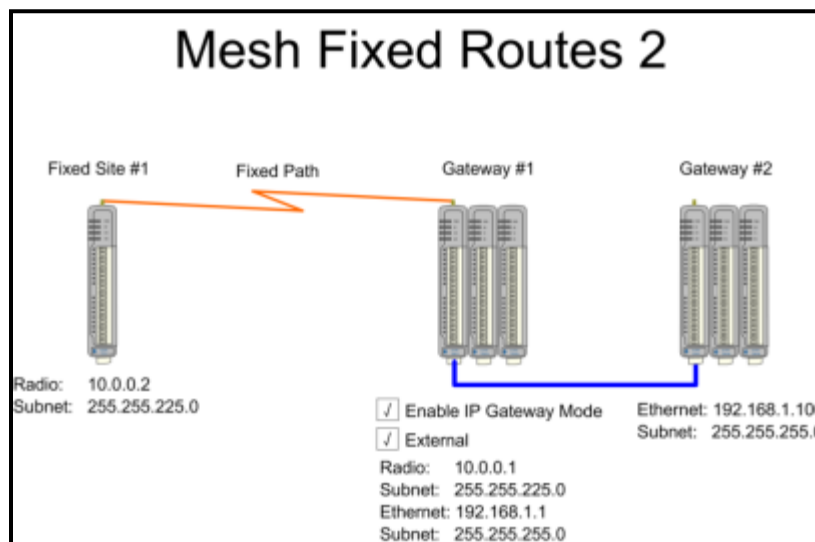 Mesh Fixed Routes 2
Fixed Site #1
Fixed Path
Gateway #1
Gateway #2
Radio: 10.0.0.2
Subnet: 255.255.225.0
√ Enable IP Gateway Mode
√ External
Radio: 10.0.0.1
Subnet: 255.255.225.0
Ethernet: 192.168.1.1
Subnet: 255.255.255.0
Ethernet: 192.168.1.10
Subnet: 255.255.255.0